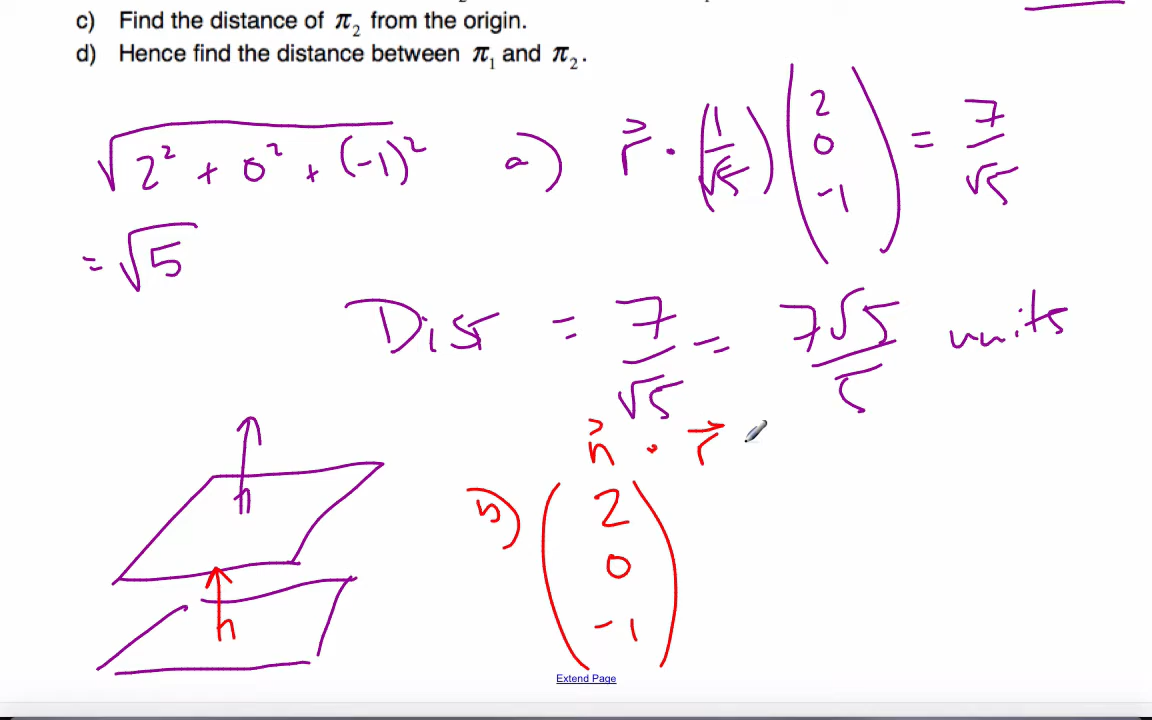 c) Find the distance of π₂ from the origin.
d) Hence find the distance between π₁ and π₂.
√(2² + 0² + (-1)²)
= √5
a) r⃗ · (1/√5) (2 0 -1) = 7/√5
Dist = 7/√5 = 7√5/5 units
n
n
n⃗ · r⃗
b) (2 0 -1)
Extend Page